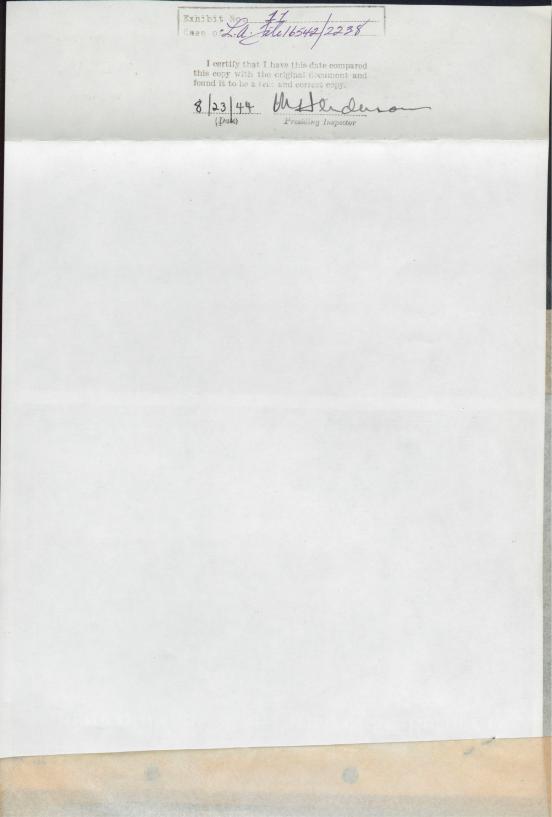 Exhibit No.
Case of L.A. File 16542/2238
I certify that I have this date compared
this copy with the original document and
found it to be a true and correct copy.
8/23/44 Henderson
(Date) Presiding Inspector